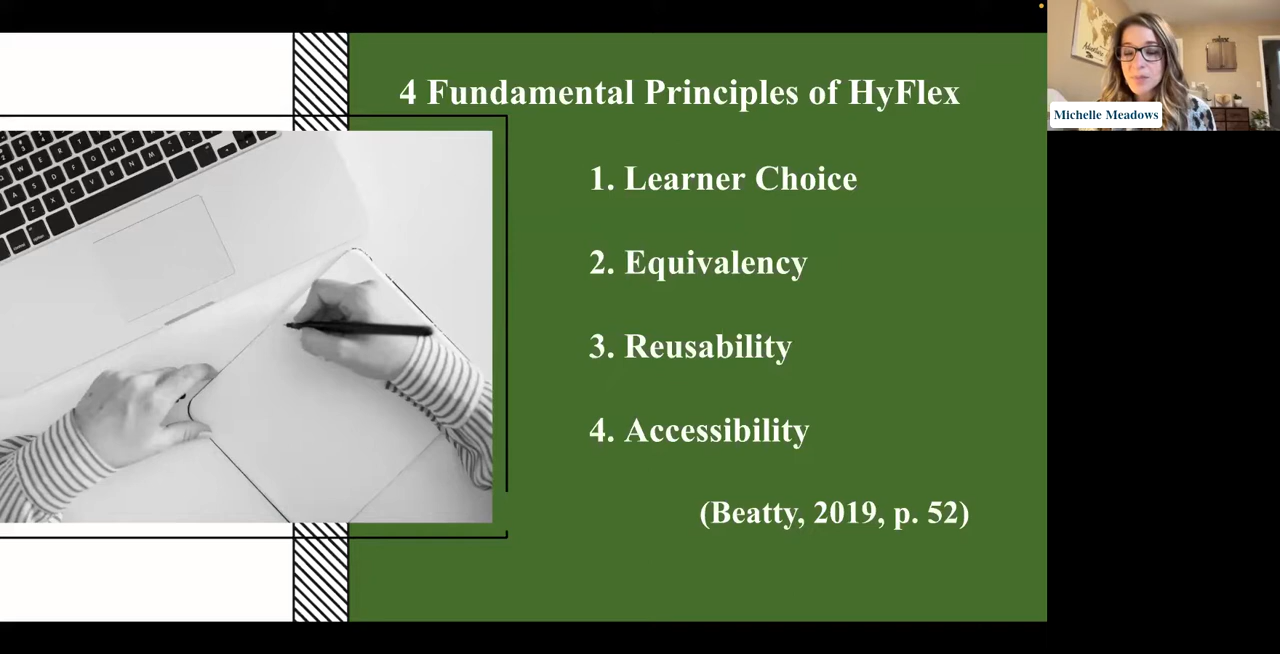 4 Fundamental Principles of HyFlex
1. Learner Choice
2. Equivalency
3. Reusability
4. Accessibility
(Beatty, 2019, p. 52)
Michelle Meadows